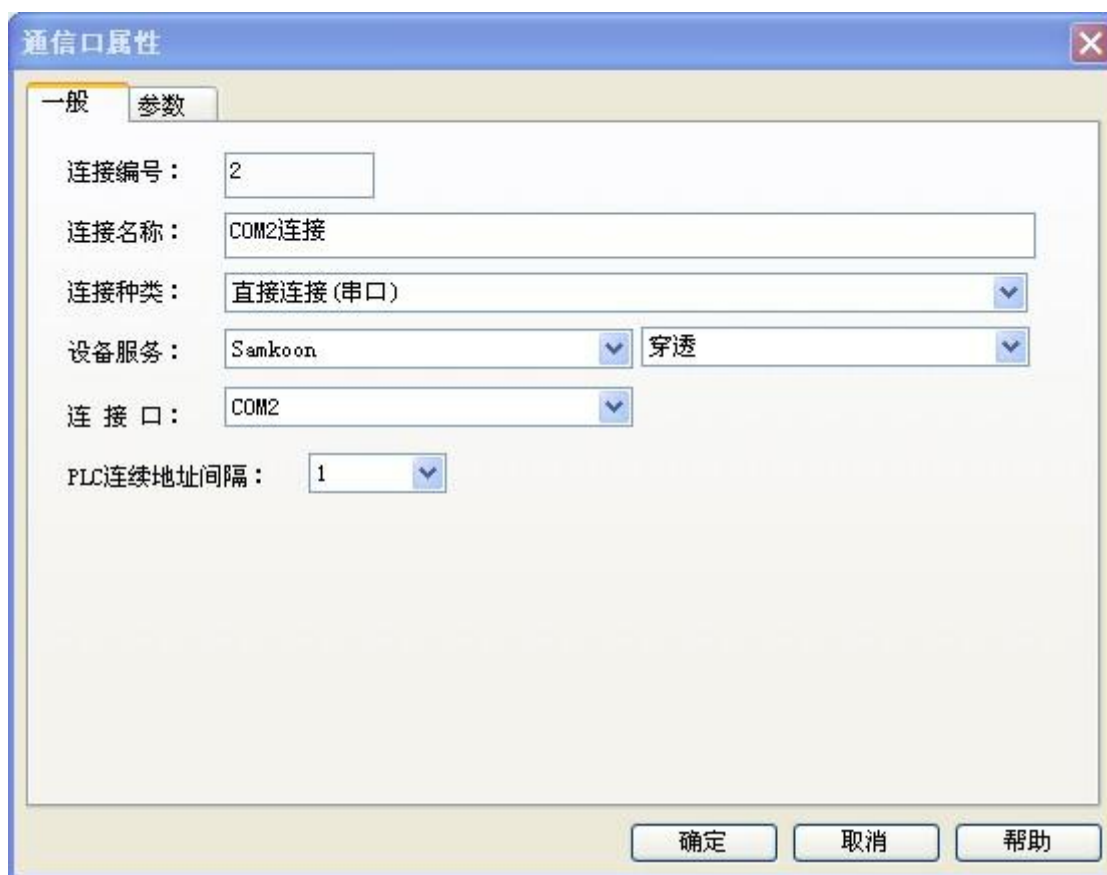 通信口属性
一般 参数
连接编号： 2
连接名称： COM2连接
连接种类： 直接连接(串口)
设备服务： Samkoon 穿透
连 接 口： COM2
PLC连续地址间隔： 1
确定 取消 帮助